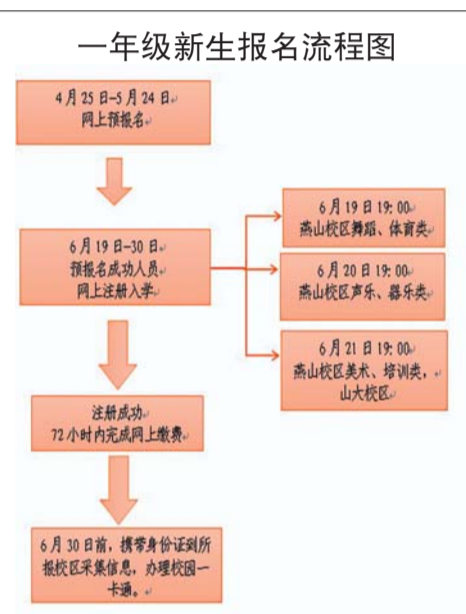 一年级新生报名流程图
4月25日-5月24日
网上预报名
6月19日-30日
预报名成功人员
网上注册入学
6月19日19:00
燕山校区舞蹈、体育类
6月20日19:00
燕山校区声乐、器乐类
6月21日19:00
燕山校区美术、培训类，
山大校区
注册成功
72小时内完成网上缴费
6月30日前，携带身份证到所
报校区采集信息，办理校园一
卡通。